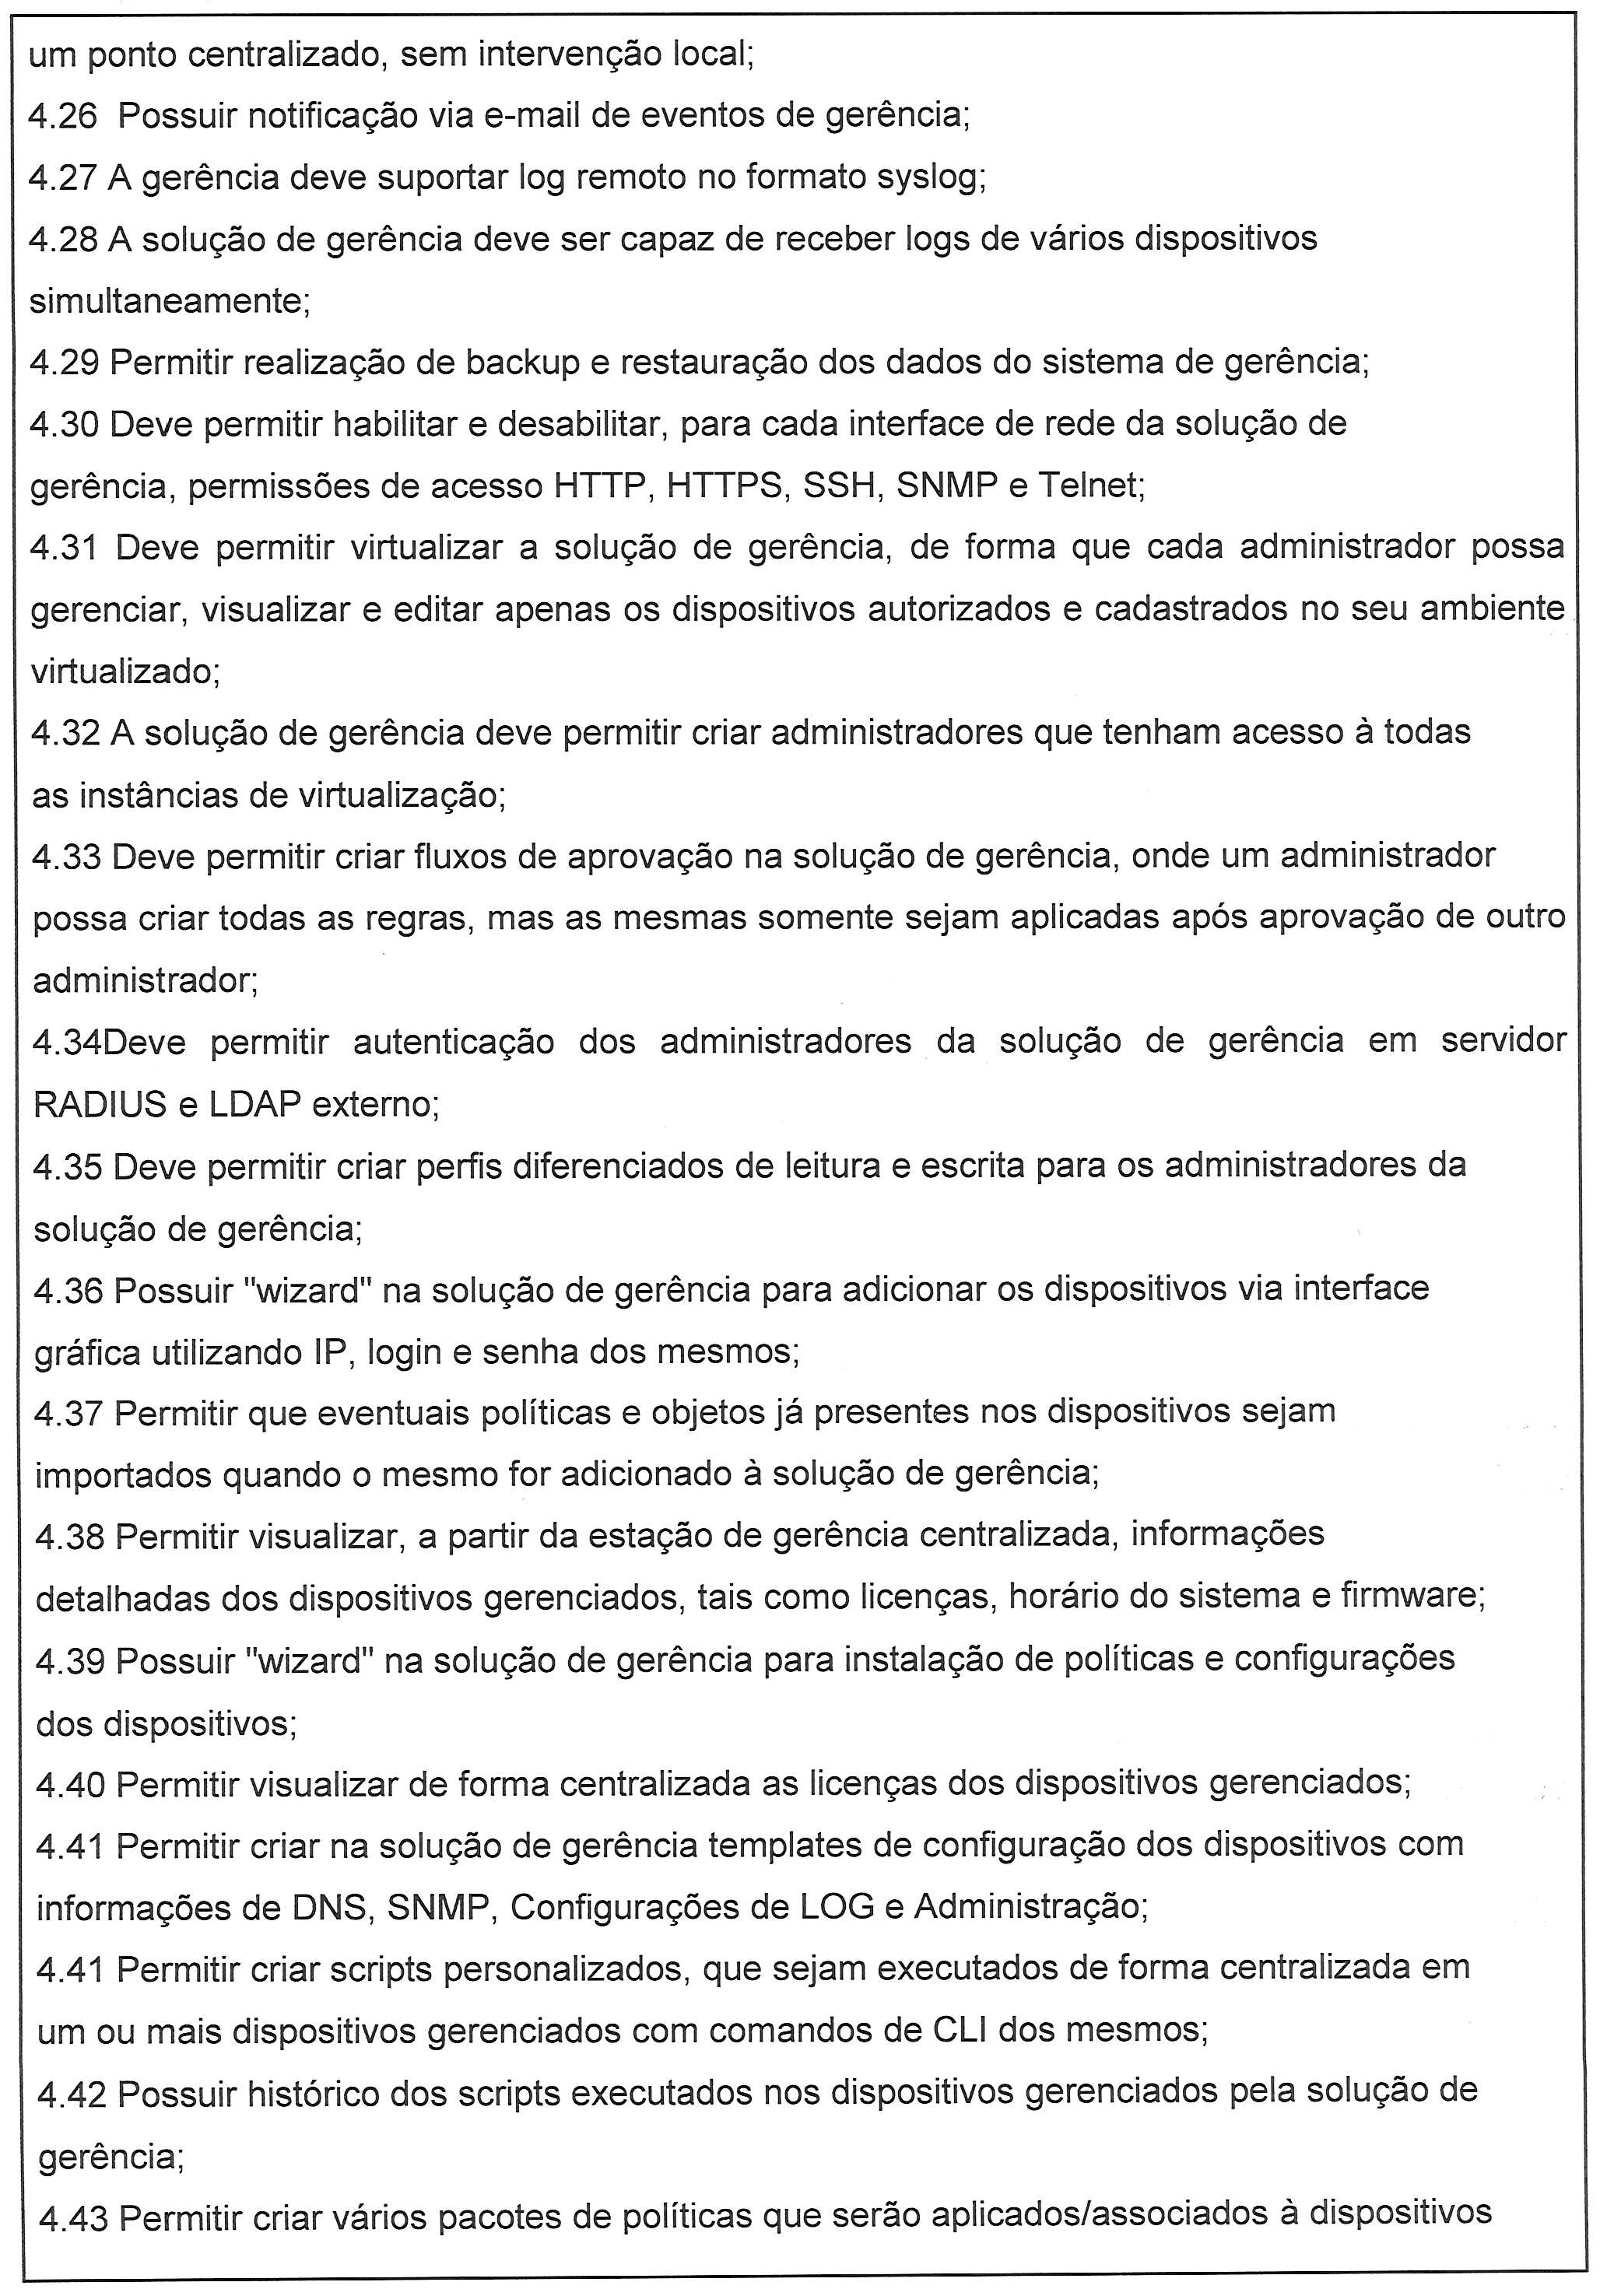 um ponto centralizado, sem intervenção local;
4.26  Possuir notificação via e-mail de eventos de gerência;
4.27 A gerência deve suportar log remoto no formato syslog;
4.28 A solução de gerência deve ser capaz de receber logs de vários dispositivos
simultaneamente;
4.29 Permitir realização de backup e restauração dos dados do sistema de gerência;
4.30 Deve permitir habilitar e desabilitar, para cada interface de rede da solução de
gerência, permissões de acesso HTTP, HTTPS, SSH, SNMP e Telnet;
4.31 Deve permitir virtualizar a solução de gerência, de forma que cada administrador possa
gerenciar, visualizar e editar apenas os dispositivos autorizados e cadastrados no seu ambiente
virtualizado;
4.32 A solução de gerência deve permitir criar administradores que tenham acesso à todas
as instâncias de virtualização;
4.33 Deve permitir criar fluxos de aprovação na solução de gerência, onde um administrador
possa criar todas as regras, mas as mesmas somente sejam aplicadas após aprovação de outro
administrador;
4.34Deve permitir autenticação dos administradores da solução de gerência em servidor
RADIUS e LDAP externo;
4.35 Deve permitir criar perfis diferenciados de leitura e escrita para os administradores da
solução de gerência;
4.36 Possuir "wizard" na solução de gerência para adicionar os dispositivos via interface
gráfica utilizando IP, login e senha dos mesmos;
4.37 Permitir que eventuais políticas e objetos já presentes nos dispositivos sejam
importados quando o mesmo for adicionado à solução de gerência;
4.38 Permitir visualizar, a partir da estação de gerência centralizada, informações
detalhadas dos dispositivos gerenciados, tais como licenças, horário do sistema e firmware;
4.39 Possuir "wizard" na solução de gerência para instalação de políticas e configurações
dos dispositivos;
4.40 Permitir visualizar de forma centralizada as licenças dos dispositivos gerenciados;
4.41 Permitir criar na solução de gerência templates de configuração dos dispositivos com
informações de DNS, SNMP, Configurações de LOG e Administração;
4.41 Permitir criar scripts personalizados, que sejam executados de forma centralizada em
um ou mais dispositivos gerenciados com comandos de CLI dos mesmos;
4.42 Possuir histórico dos scripts executados nos dispositivos gerenciados pela solução de
gerência;
4.43 Permitir criar vários pacotes de políticas que serão aplicados/associados à dispositivos